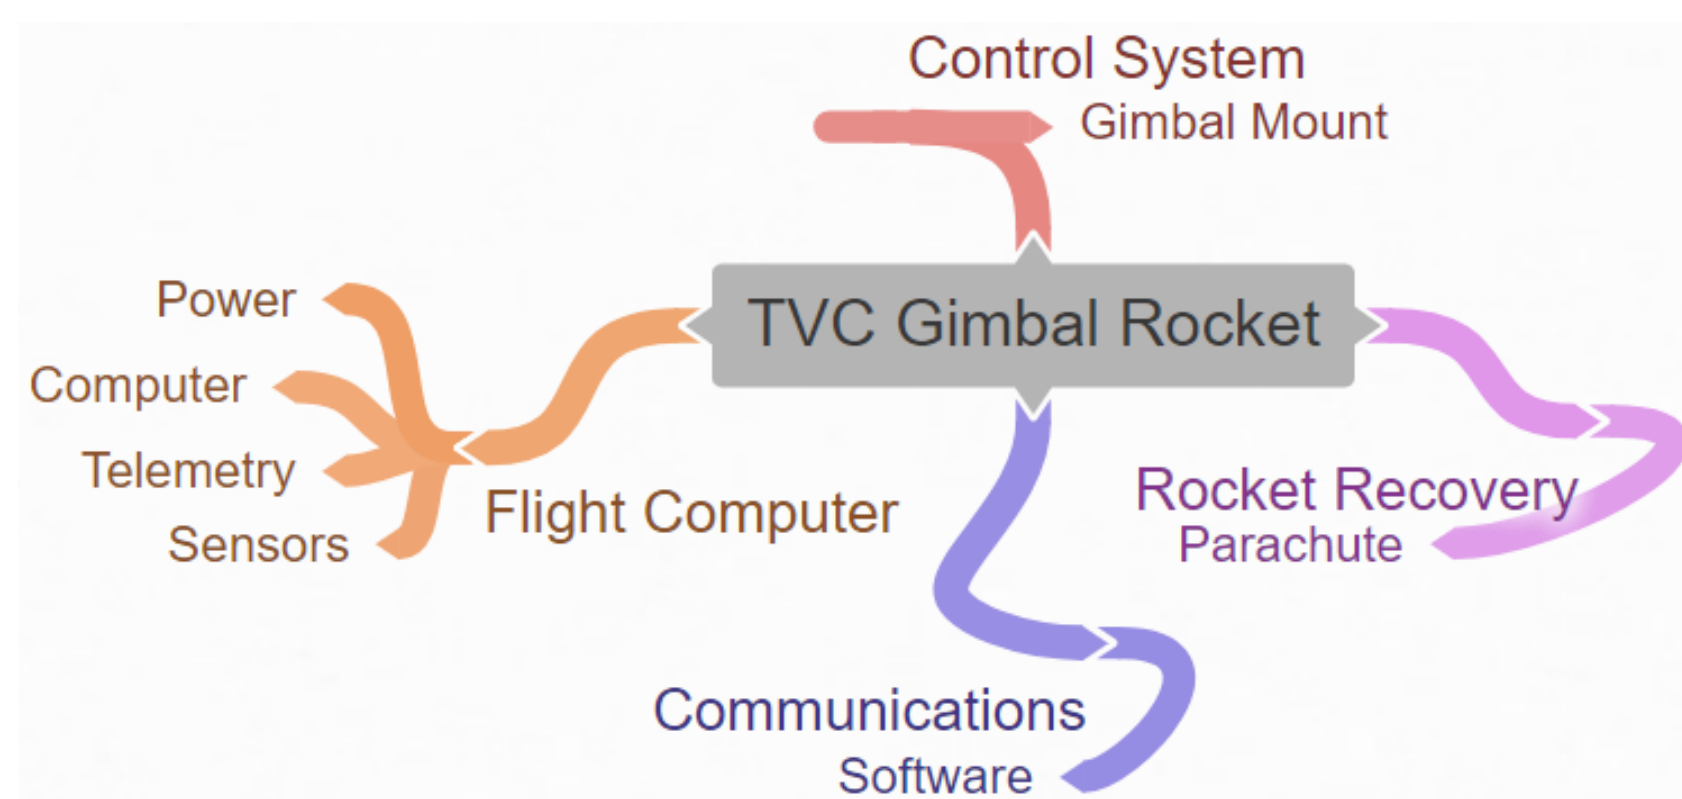 Control System
Gimbal Mount
TVC Gimbal Rocket
Power
Computer
Telemetry
Sensors
Flight Computer
Rocket Recovery
Parachute
Communications
Software